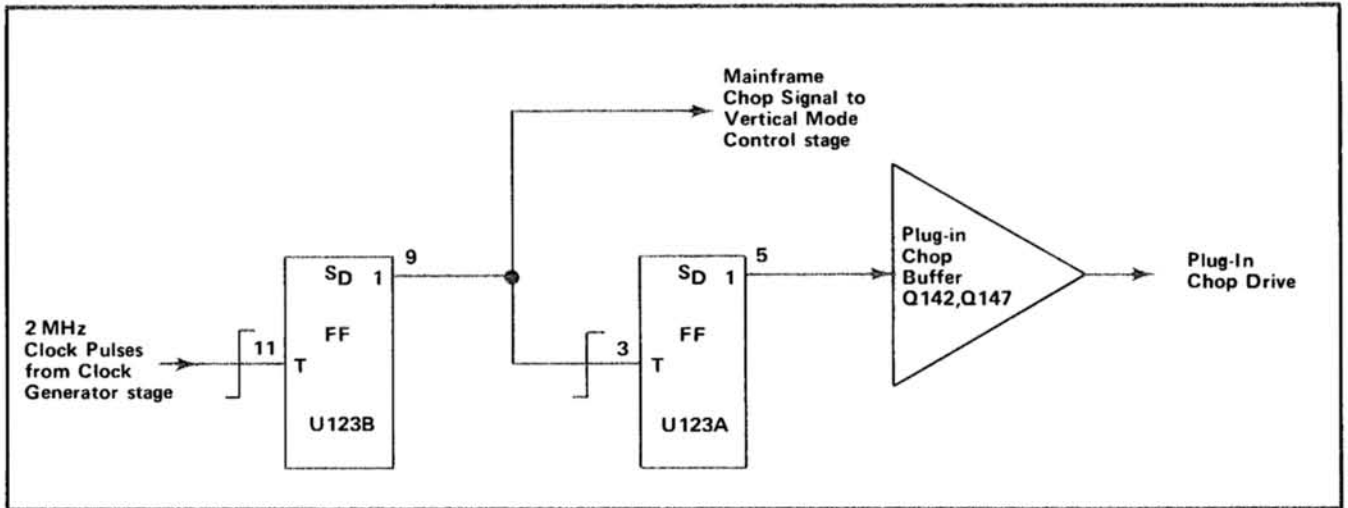 Mainframe
Chop Signal to
Vertical Mode
Control stage
2 MHz
Clock Pulses
from Clock
Generator stage
11
T
SD 1
FF
U123B
9
3
T
SD 1
FF
U123A
5
Plug-in
Chop
Buffer
Q142,Q147
Plug-In
Chop Drive